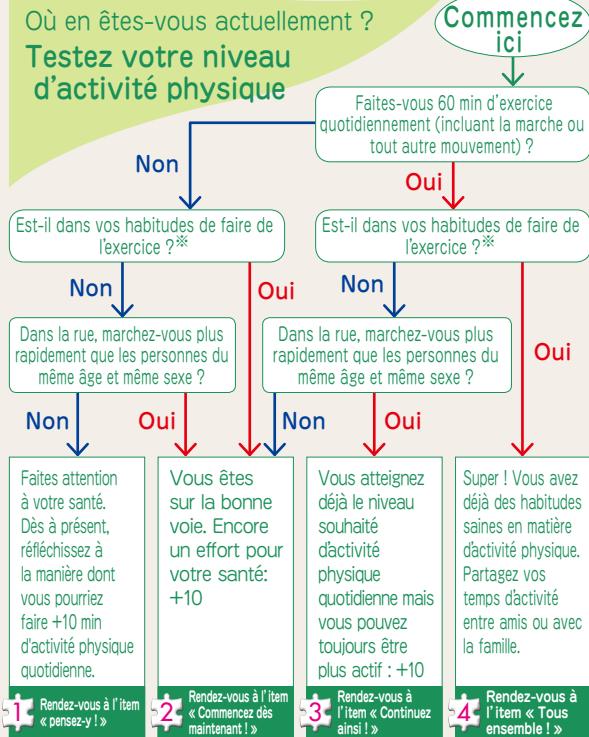 Où en êtes-vous actuellement ?
Testez votre niveau
d'activité physique
Commencez
ici
Faites-vous 60 min d'exercice
quotidiennement (incluant la marche ou
tout autre mouvement) ?
Non
Oui
Est-il dans vos habitudes de faire de
l'exercice ?※
Est-il dans vos habitudes de faire de
l'exercice ?※
Non
Oui
Non
Oui
Dans la rue, marchez-vous plus
rapidement que les personnes du
même âge et même sexe ?
Dans la rue, marchez-vous plus
rapidement que les personnes du
même âge et même sexe ?
Non
Oui
Non
Oui
Faites attention
à votre santé.
Dès à présent,
réfléchissez à
la manière dont
vous pourriez
faire +10 min
d'activité physique
quotidienne.
1 Rendez-vous à l'item
« pensez-y ! »
Vous êtes
sur la bonne
voie. Encore
un effort pour
votre santé:
+10
2 Rendez-vous à l'item
« Commencez dès
maintenant ! »
Vous atteignez
déjà le niveau
souhaité
d'activité
physique
quotidienne mais
vous pouvez
toujours être
plus actif : +10
3 Rendez-vous à
l'item « Continuez
ainsi ! »
Super ! Vous avez
déjà des habitudes
saines en matière
d'activité physique.
Partagez vos
temps d'activité
entre amis ou avec
la famille.
4 Rendez-vous à
l'item « Tous
ensemble ! »